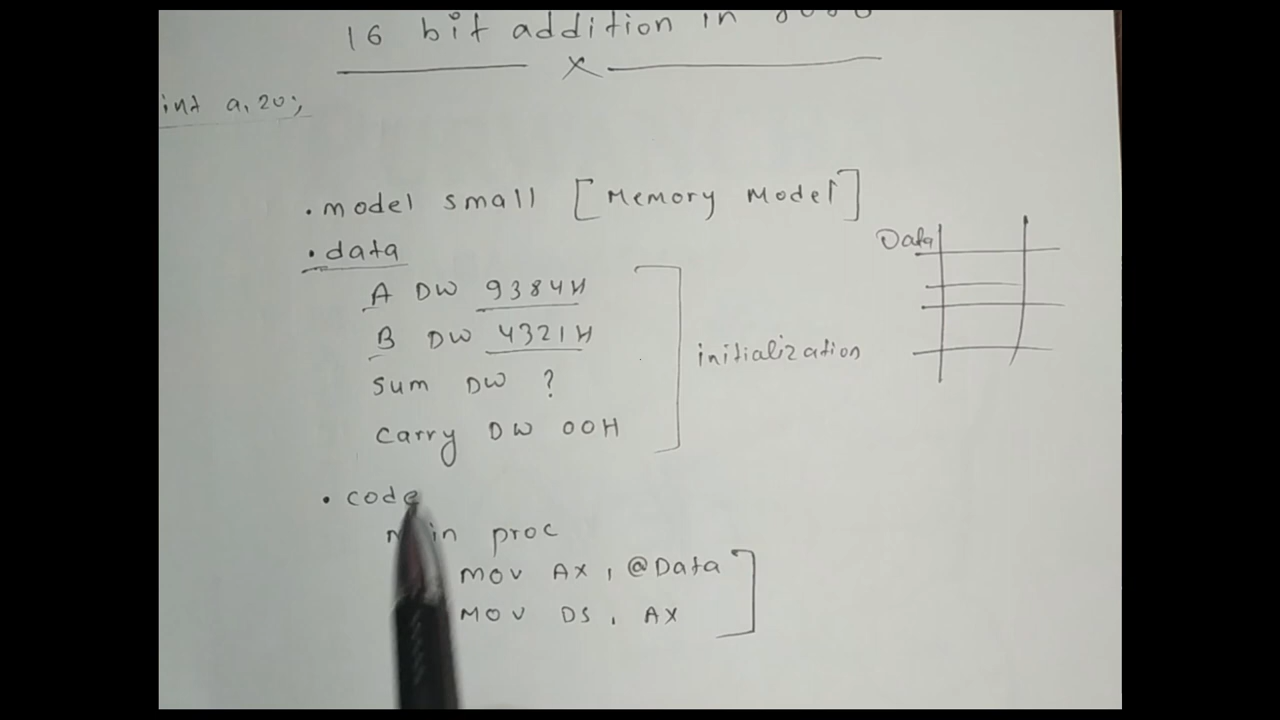 16 bit addition in
int a, 20;
.model small [Memory Model]
.data
Data
A DW 9384H
B DW 4321H
initialization
sum DW ?
carry DW 00H
.code
main proc
MOV AX, @Data
MOV DS, AX